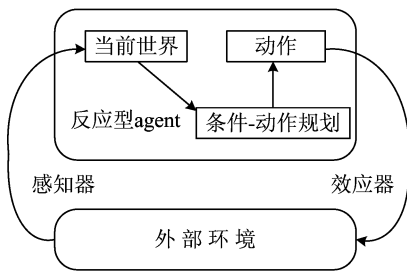 当前世界
动作
反应型agent
条件-动作规划
感知器
效应器
外部环境